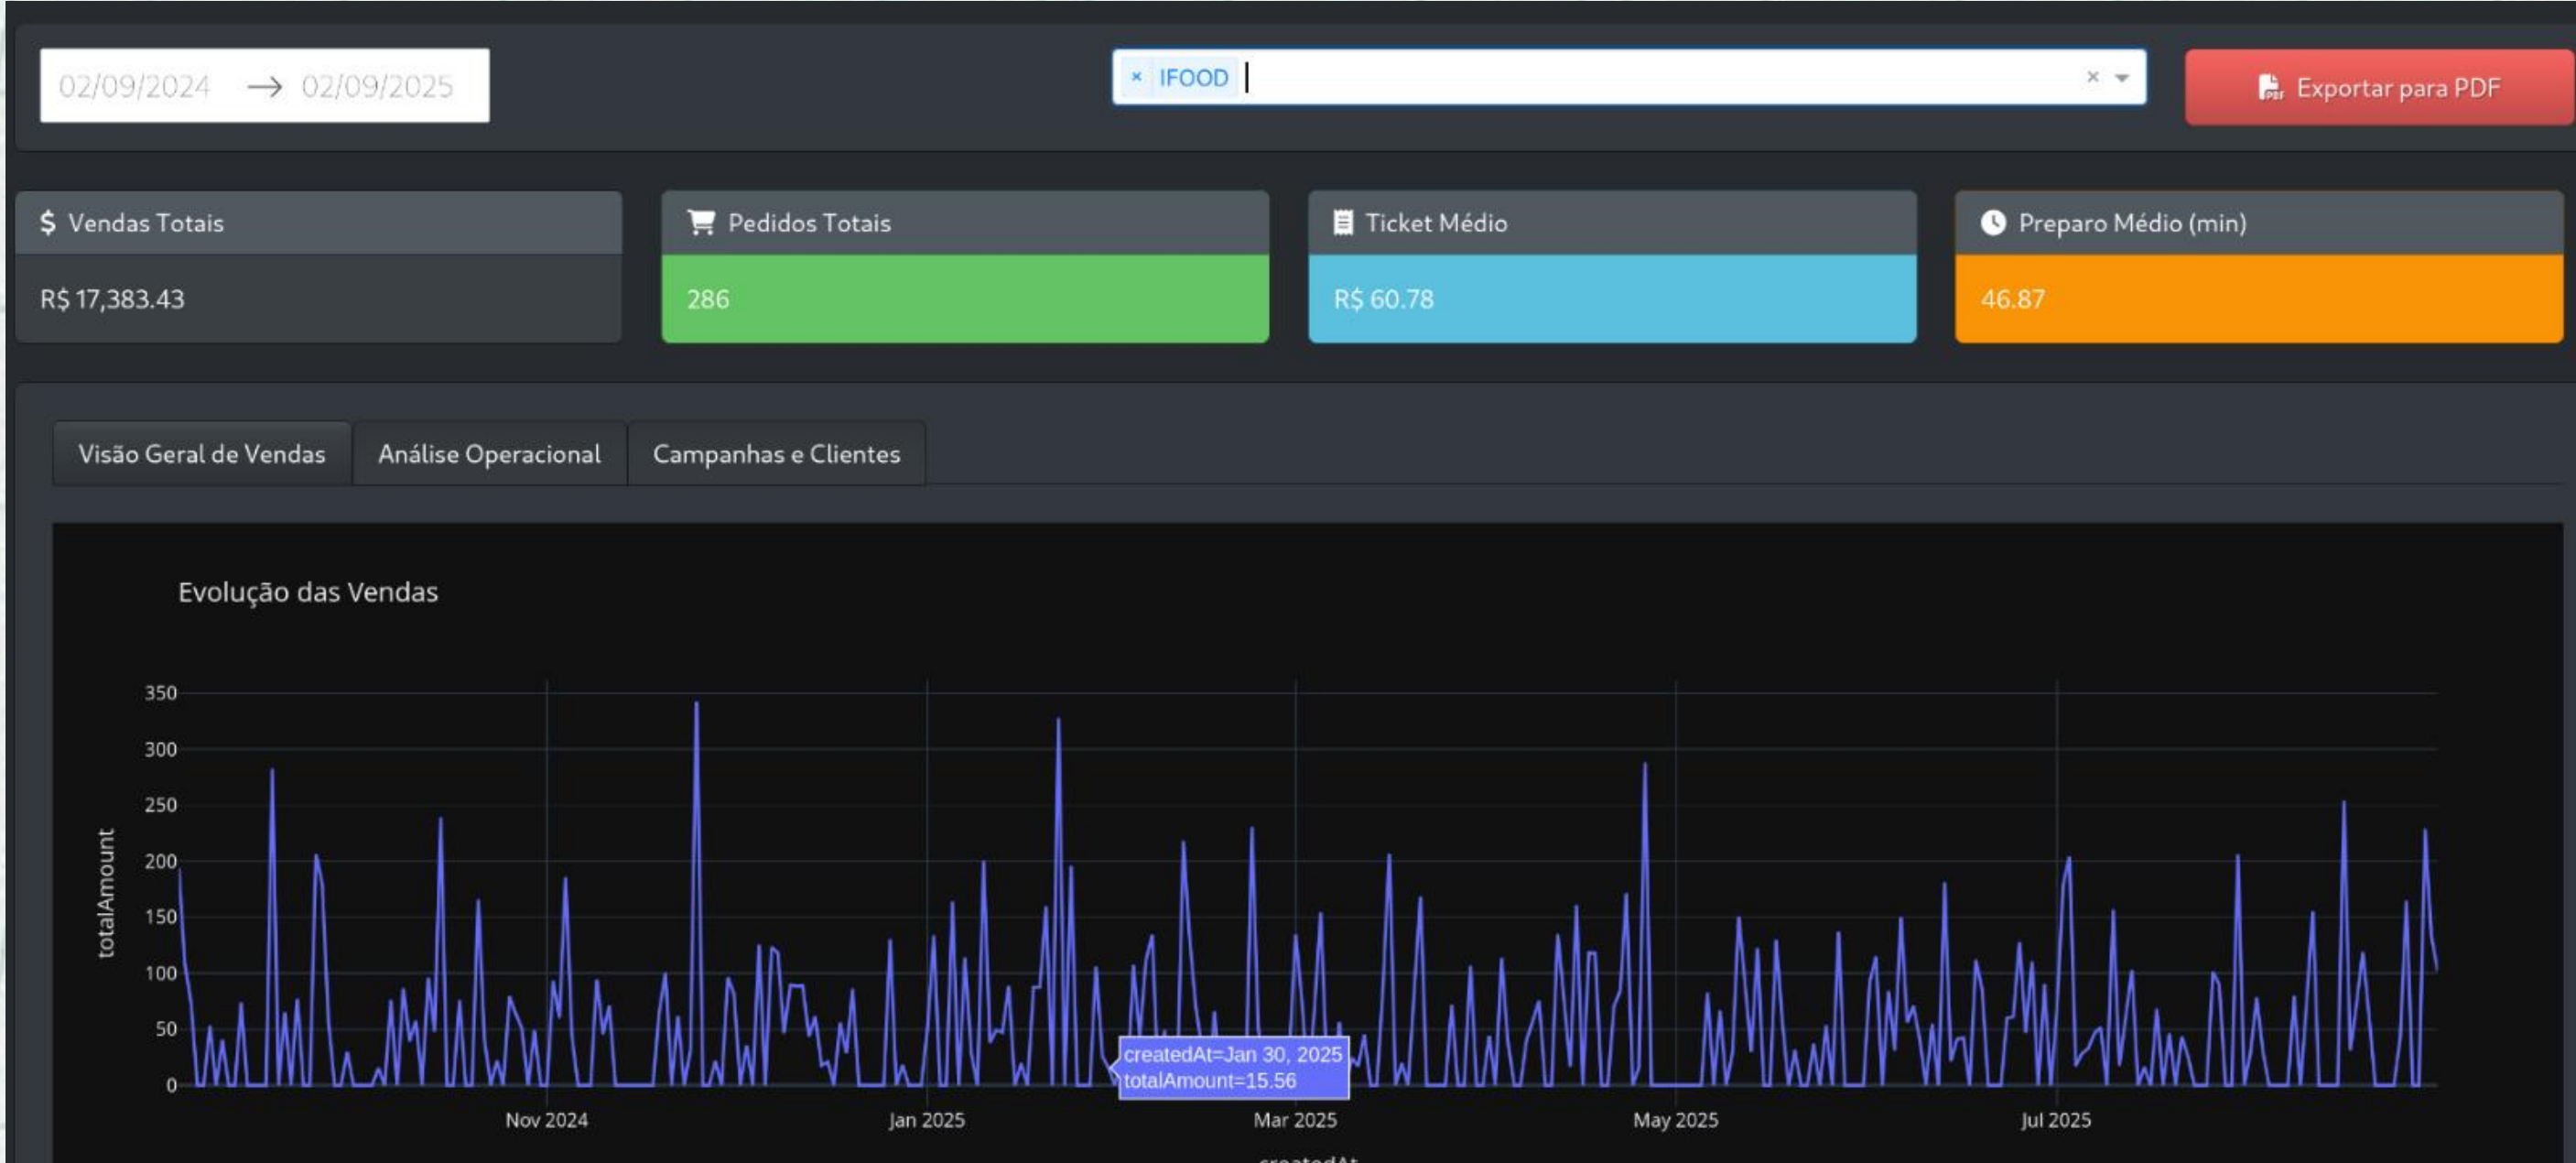 02/09/2024 → 02/09/2025
× IFOOD
×
Exportar para PDF
$ Vendas Totais
R$ 17,383.43
Pedidos Totais
286
Ticket Médio
R$ 60.78
Preparo Médio (min)
46.87
Visão Geral de Vendas
Análise Operacional
Campanhas e Clientes
Evolução das Vendas
350
300
250
200
150
100
50
0
totalAmount
createdAt=Jan 30, 2025
totalAmount=15.56
Nov 2024
Jan 2025
Mar 2025
May 2025
Jul 2025
createdAt